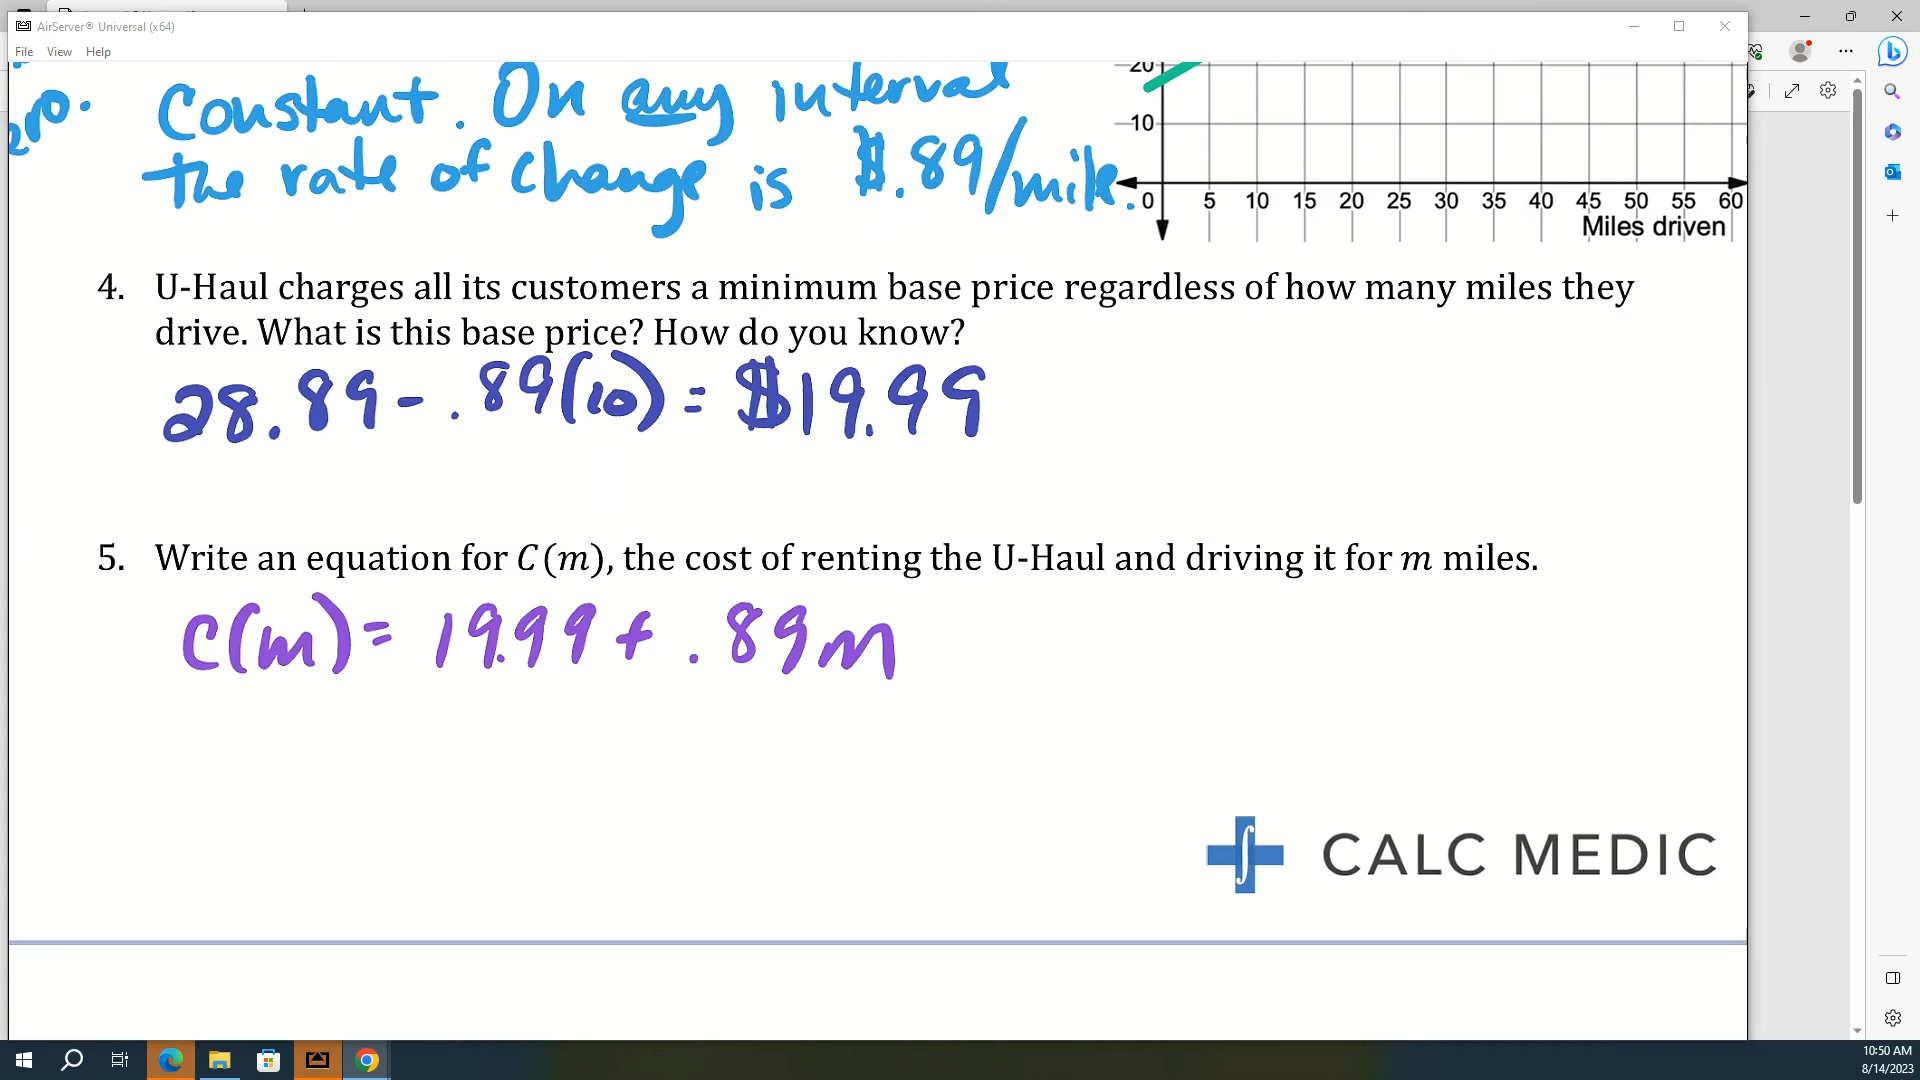 AirServer® Universal (x64)
File View Help
Constant. On any interval
the rate of change is $.89/mile.
20
10
0 5 10 15 20 25 30 35 40 45 50 55 60
Miles driven
4. U-Haul charges all its customers a minimum base price regardless of how many miles they
drive. What is this base price? How do you know?
28.89 - .89(10) = $19.99
5. Write an equation for C(m), the cost of renting the U-Haul and driving it for m miles.
C(m) = 19.99 + .89m
CALC MEDIC
10:50 AM
8/14/2023